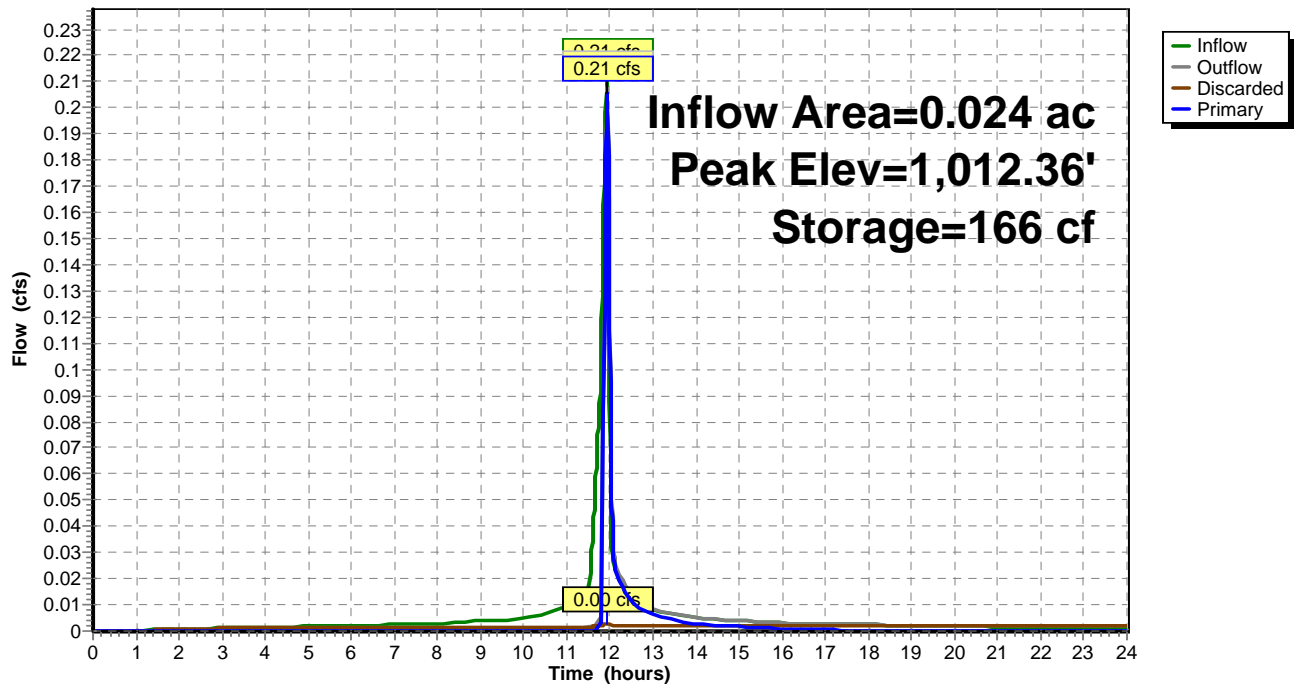 0.23
0.22
0.21
0.2
0.19
0.18
0.17
0.16
0.15
0.14
0.13
0.12
0.11
0.1
0.09
0.08
0.07
0.06
0.05
0.04
0.03
0.02
0.01
0
Flow (cfs)
0.21 cfs
0.21 cfs
0.00 cfs
Inflow Area=0.024 ac
Peak Elev=1,012.36'
Storage=166 cf
Inflow
Outflow
Discarded
Primary
0 1 2 3 4 5 6 7 8 9 10 11 12 13 14 15 16 17 18 19 20 21 22 23 24
Time (hours)